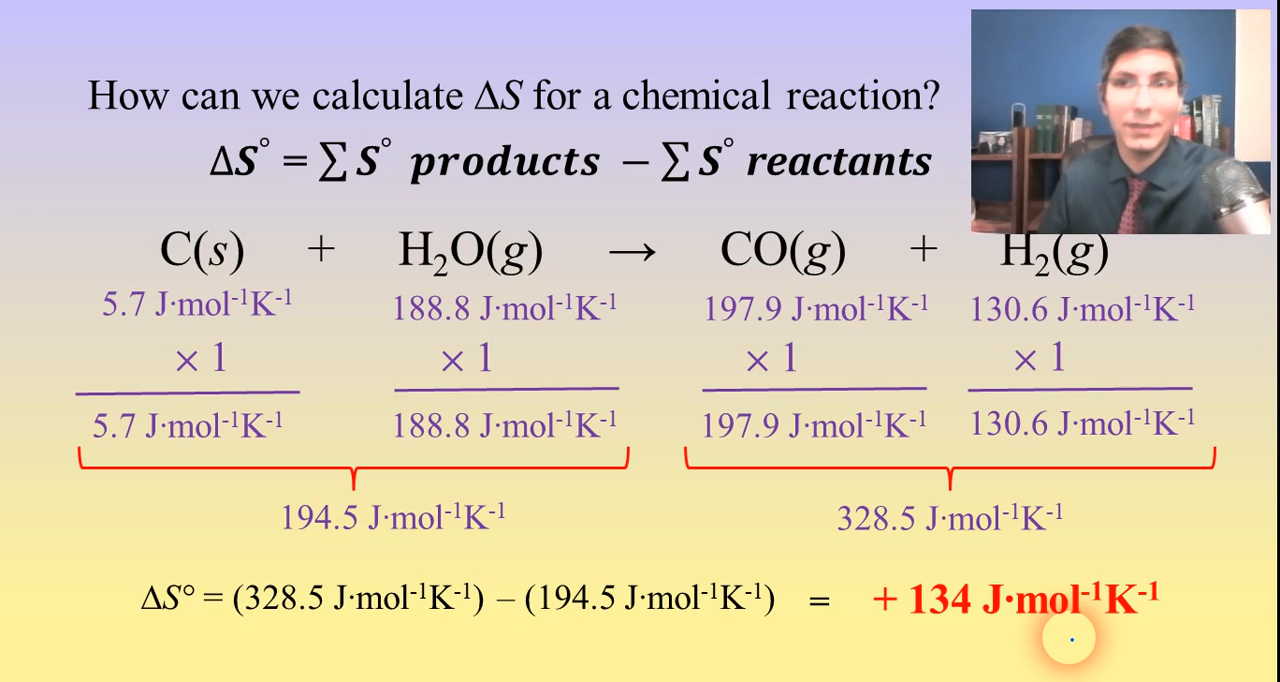 How can we calculate ΔS for a chemical reaction?
ΔS° = ∑ S° products − ∑ S° reactants
C(s) + H₂O(g) → CO(g) + H₂(g)
5.7 J·mol⁻¹K⁻¹ 188.8 J·mol⁻¹K⁻¹ 197.9 J·mol⁻¹K⁻¹ 130.6 J·mol⁻¹K⁻¹
× 1 × 1 × 1 × 1
5.7 J·mol⁻¹K⁻¹ 188.8 J·mol⁻¹K⁻¹ 197.9 J·mol⁻¹K⁻¹ 130.6 J·mol⁻¹K⁻¹
194.5 J·mol⁻¹K⁻¹ 328.5 J·mol⁻¹K⁻¹
ΔS° = (328.5 J·mol⁻¹K⁻¹) – (194.5 J·mol⁻¹K⁻¹) = + 134 J·mol⁻¹K⁻¹